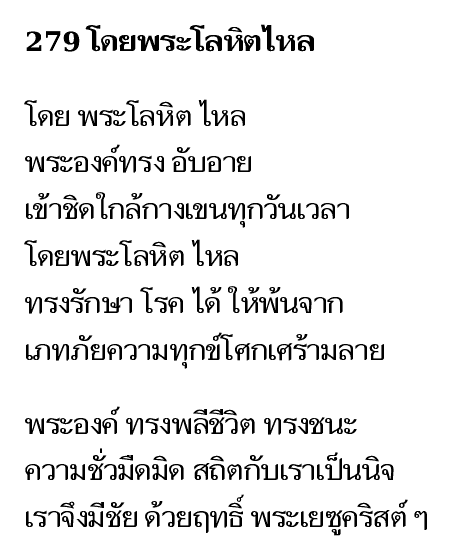 279 โดยพระโลหิตไหล
โดย พระโลหิต ไหล
พระองค์ทรง อับอาย
เข้าชิดใกล้กางเขนทุกวันเวลา
โดยพระโลหิต ไหล
ทรงรักษา โรค ได้ ให้พ้นจาก
เภทภัยความทุกข์โศกเศร้ามลาย
พระองค์ ทรงพลีชีวิต ทรงชนะ
ความชั่วมืดมิด สถิตกับเราเป็นนิจ
เราจึงมีชัย ด้วยฤทธิ์ พระเยซูคริสต์ ๆ